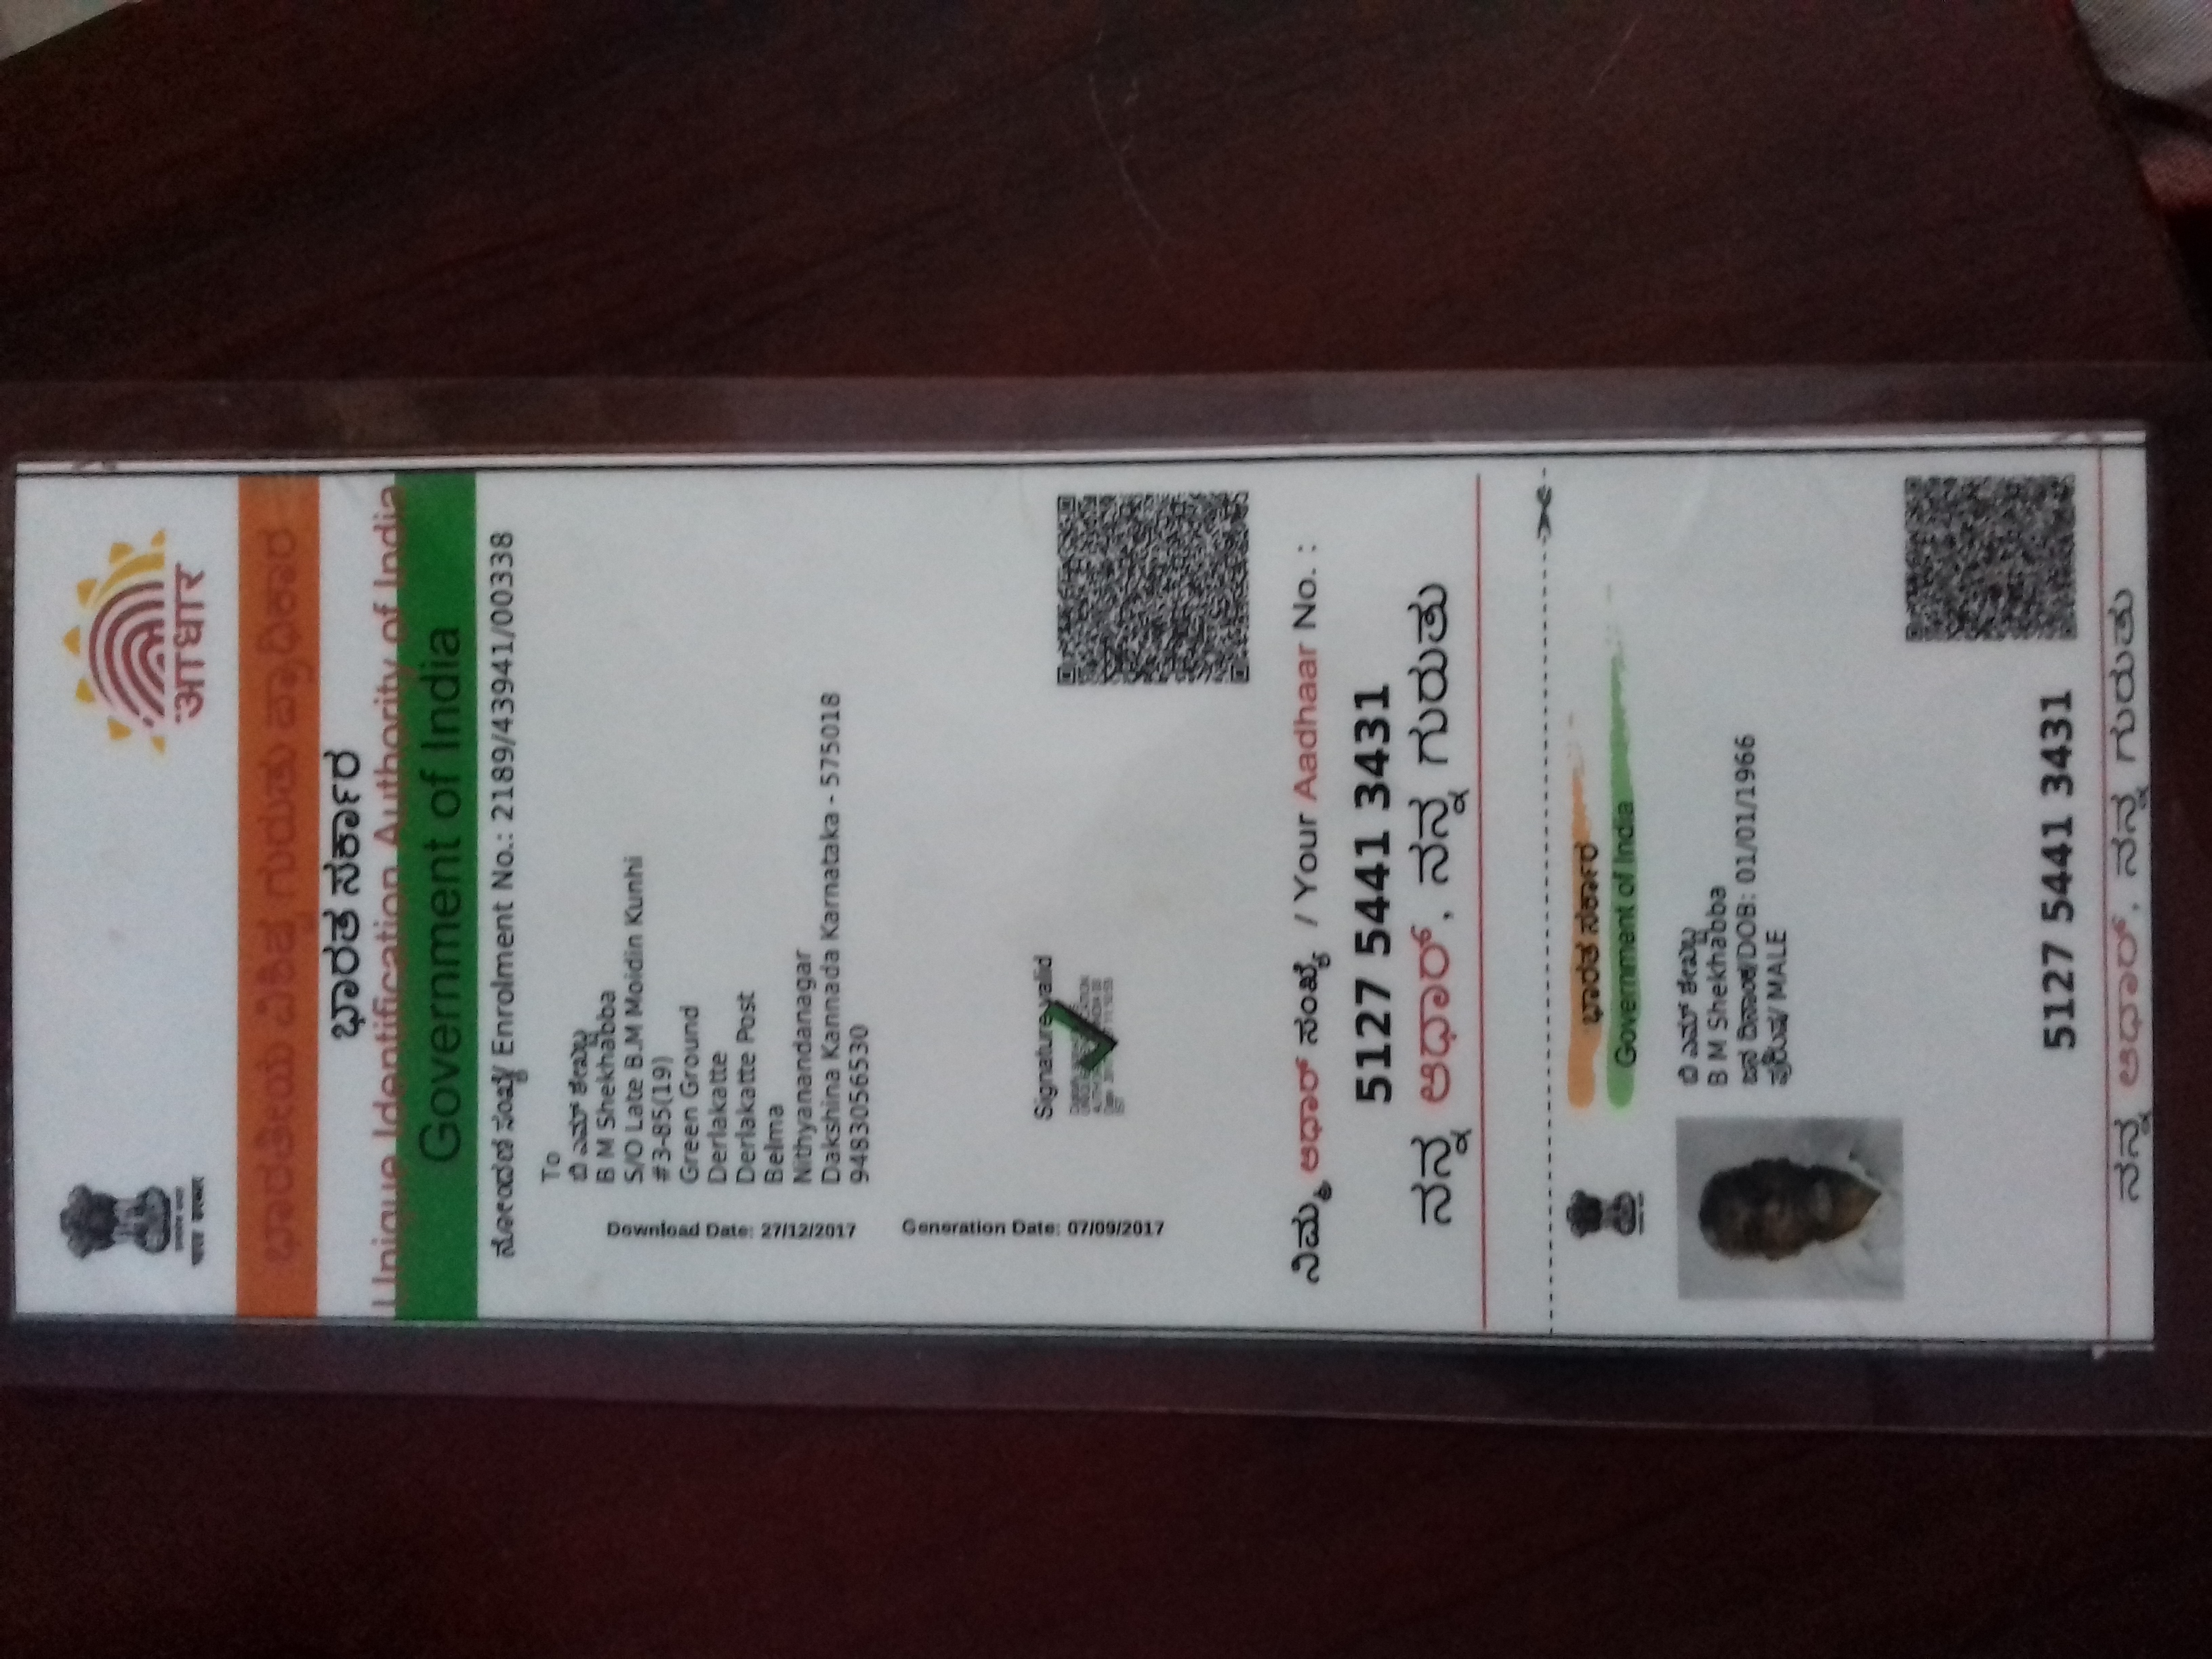 भारत सरकार
आधार
ಭಾರತೀಯ ವಿಶಿಷ್ಟ ಗುರುತು ಪ್ರಾಧಿಕಾರ
ಭಾರತ ಸರ್ಕಾರ
Unique Identification Authority of India
Government of India
ನೋಂದಣಿ ಸಂಖ್ಯೆ/ Enrolment No.: 2189/43941/00338
To
ಬಿ ಎಮ್ ಶೇಖಬ್ಬ
B M Shekhabba
S/O Late B.M Moidin Kunhi
#3-85(19)
Green Ground
Derlakatte
Derlakatte Post
Belma
Nithyanandanagar
Dakshina Kannada Karnataka - 575018
9483056530
Download Date: 27/12/2017
Generation Date: 07/09/2017
Signature valid
ನಿಮ್ಮ ಆಧಾರ್ ಸಂಖ್ಯೆ / Your Aadhaar No. :
5127 5441 3431
ನನ್ನ ಆಧಾರ್, ನನ್ನ ಗುರುತು
ಭಾರತ ಸರ್ಕಾರ
Government of India
ಬಿ ಎಮ್ ಶೇಖಬ್ಬ
B M Shekhabba
ಜನ್ಮ ದಿನಾಂಕ/DOB: 01/01/1966
ಪುರುಷ/ MALE
5127 5441 3431
ನನ್ನ ಆಧಾರ್, ನನ್ನ ಗುರುತು